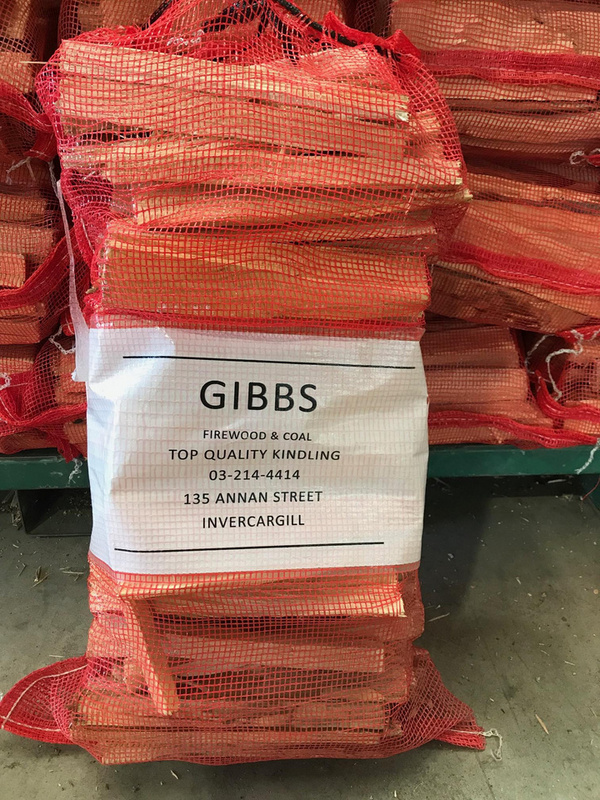 GIBBS
FIREWOOD & COAL
TOP QUALITY KINDLING
03-214-4414
135 ANNAN STREET
INVERCARGILL